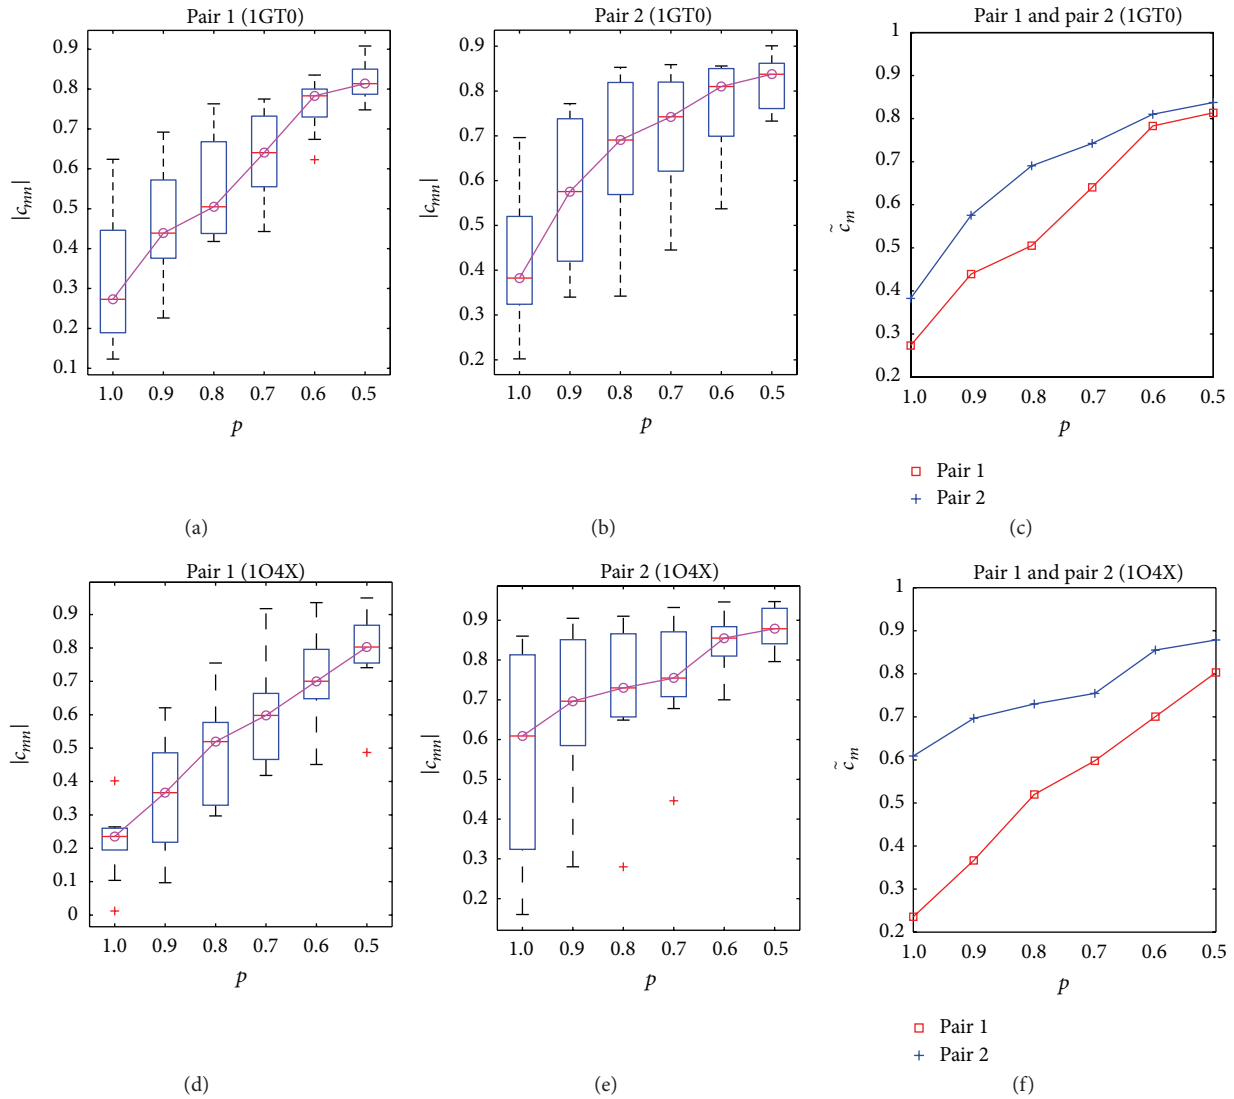 Pair 1 (1GT0)
0.9
0.8
0.7
0.6
0.5
0.4
0.3
0.2
0.1
|c_mn|
1.0 0.9 0.8 0.7 0.6 0.5
p
(a)
Pair 2 (1GT0)
0.9
0.8
0.7
0.6
0.5
0.4
0.3
0.2
|c_mn|
1.0 0.9 0.8 0.7 0.6 0.5
p
(b)
Pair 1 and pair 2 (1GT0)
1
0.9
0.8
0.7
0.6
0.5
0.4
0.3
0.2
c̃_m
1.0 0.9 0.8 0.7 0.6 0.5
p
Pair 1
Pair 2
(c)
Pair 1 (1O4X)
0.9
0.8
0.7
0.6
0.5
0.4
0.3
0.2
0.1
0
|c_mn|
1.0 0.9 0.8 0.7 0.6 0.5
p
(d)
Pair 2 (1O4X)
0.9
0.8
0.7
0.6
0.5
0.4
0.3
0.2
|c_mn|
1.0 0.9 0.8 0.7 0.6 0.5
p
(e)
Pair 1 and pair 2 (1O4X)
1
0.9
0.8
0.7
0.6
0.5
0.4
0.3
0.2
c̃_m
1.0 0.9 0.8 0.7 0.6 0.5
p
Pair 1
Pair 2
(f)